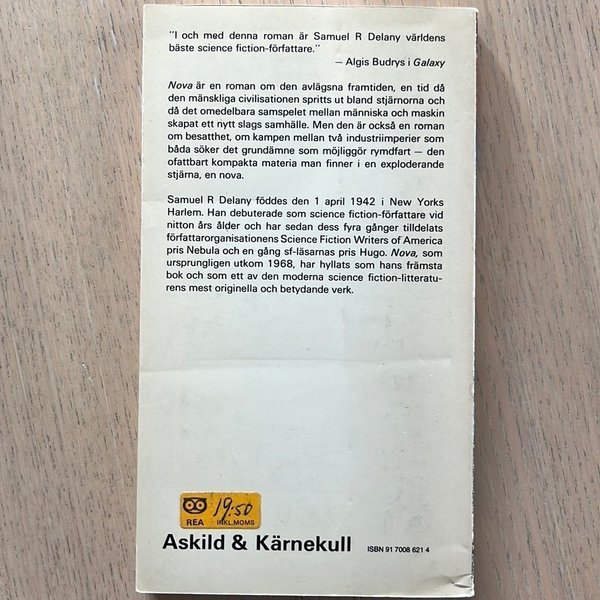 "I och med denna roman är Samuel R Delany världens
bäste science fiction-författare."
— Algis Budrys i Galaxy
Nova är en roman om den avlägsna framtiden, en tid då
den mänskliga civilisationen spritts ut bland stjärnorna och
då det omedelbara samspelet mellan människa och maskin
skapat ett nytt slags samhälle. Men den är också en roman
om besatthet, om kampen mellan två industriimperier som
båda söker det grundämne som möjliggör rymdfart — den
ofattbart kompakta materia man finner i en exploderande
stjärna, en nova.
Samuel R Delany föddes den 1 april 1942 i New Yorks
Harlem. Han debuterade som science fiction-författare vid
nitton års ålder och har sedan dess fyra gånger tilldelats
författarorganisationens Science Fiction Writers of America
pris Nebula och en gång sf-läsarnas pris Hugo. Nova, som
ursprungligen utkom 1968, har hyllats som hans främsta
bok och som ett av den moderna science fiction-litteratu-
rens mest originella och betydande verk.
19:50
REA INKL.MOMS
Askild & Kärnekull ISBN 91 7008 621 4